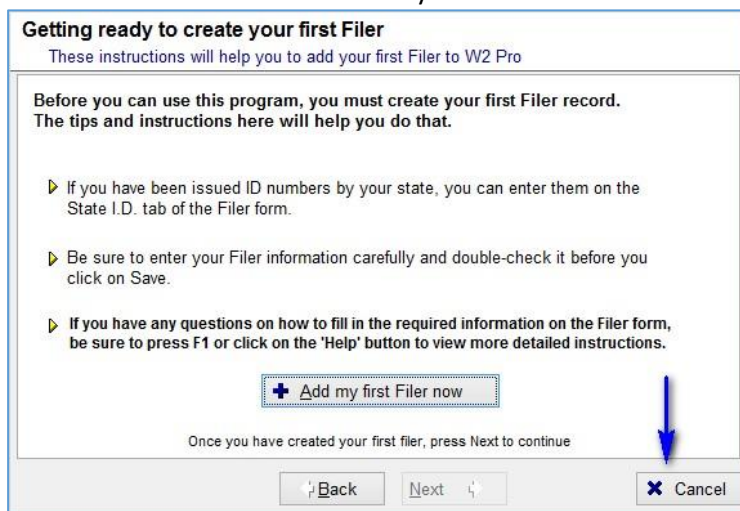 Getting ready to create your first Filer
These instructions will help you to add your first Filer to W2 Pro
Before you can use this program, you must create your first Filer record.
The tips and instructions here will help you do that.
If you have been issued ID numbers by your state, you can enter them on the
State I.D. tab of the Filer form.
Be sure to enter your Filer information carefully and double-check it before you
click on Save.
If you have any questions on how to fill in the required information on the Filer form,
be sure to press F1 or click on the 'Help' button to view more detailed instructions.
Add my first Filer now
Once you have created your first filer, press Next to continue
Back Next Cancel